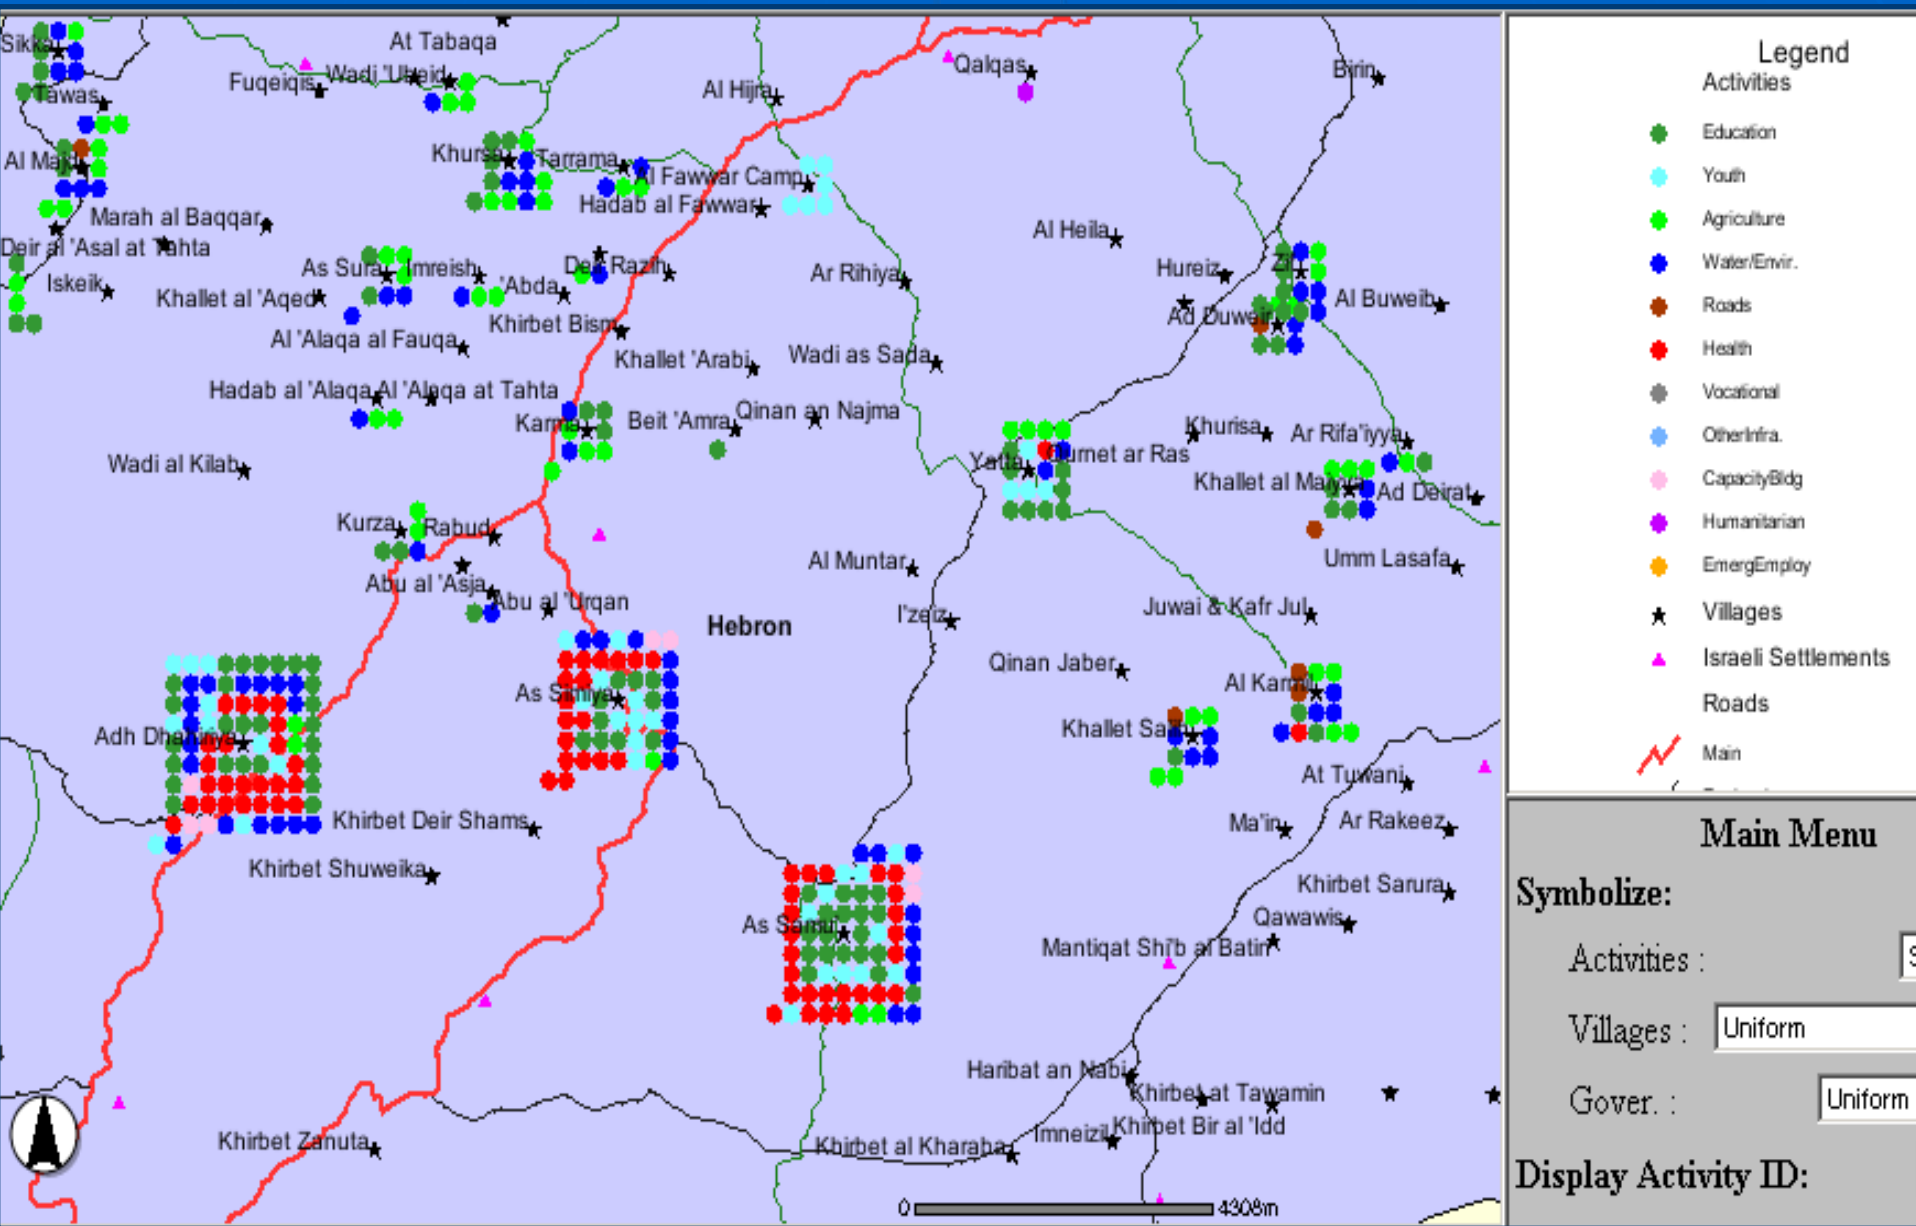 At Tabaqa
Sikka
Wadi 'Ubeid
Qalqas
Birin
Fuqeiqis
Al Hijra
Tawas
Khursa
Tarrama
Al Majd
Al Fawwar Camp
Hadab al Fawwar
Marah al Baqqar
Al Heila
Deir al 'Asal at Tahta
As Sura
Imreish
Deir Razih
Ar Rihiya
Hureiz
Zif
Iskeik
Khallet al 'Aqed
'Abda
Al Buweib
Khirbet Bism
Ad Duweir
Al 'Alaqa al Fauqa
Khallet 'Arabi
Wadi as Sada
Hadab al 'Alaqa
Al 'Alaqa at Tahta
Karma
Beit 'Amra
Qinan an Najma
Khurisa
Ar Rifa'iyya
Wadi al Kilab
Yatta
Qurnet ar Ras
Khallet al Maiyya
Ad Deirat
Kurza
Rabud
Al Muntar
Umm Lasafa
Abu al 'Asja
Abu al 'Urqan
Hebron
I'zeiz
Juwai & Kafr Jul
Qinan Jaber
Al Karmil
As Simiya
Adh Dhahiriya
Khallet Salih
At Tuwani
Khirbet Deir Shams
Ma'in
Ar Rakeez
Khirbet Shuweika
Khirbet Sarura
As Samu'
Qawawis
Mantiqat Shi'b al Batin
Haribat an Nabi
Khirbet at Tawamin
Imneizil
Khirbet Bir al 'Idd
Khirbet Zanuta
Khirbet al Kharaba
0 4308m
Legend
Activities
Education
Youth
Agriculture
Water/Envir.
Roads
Health
Vocational
OtherInfra.
CapacityBldg
Humanitarian
EmergEmploy
Villages
Israeli Settlements
Roads
Main
Main Menu
Symbolize:
Activities : S
Villages : Uniform
Gover. : Uniform
Display Activity ID: